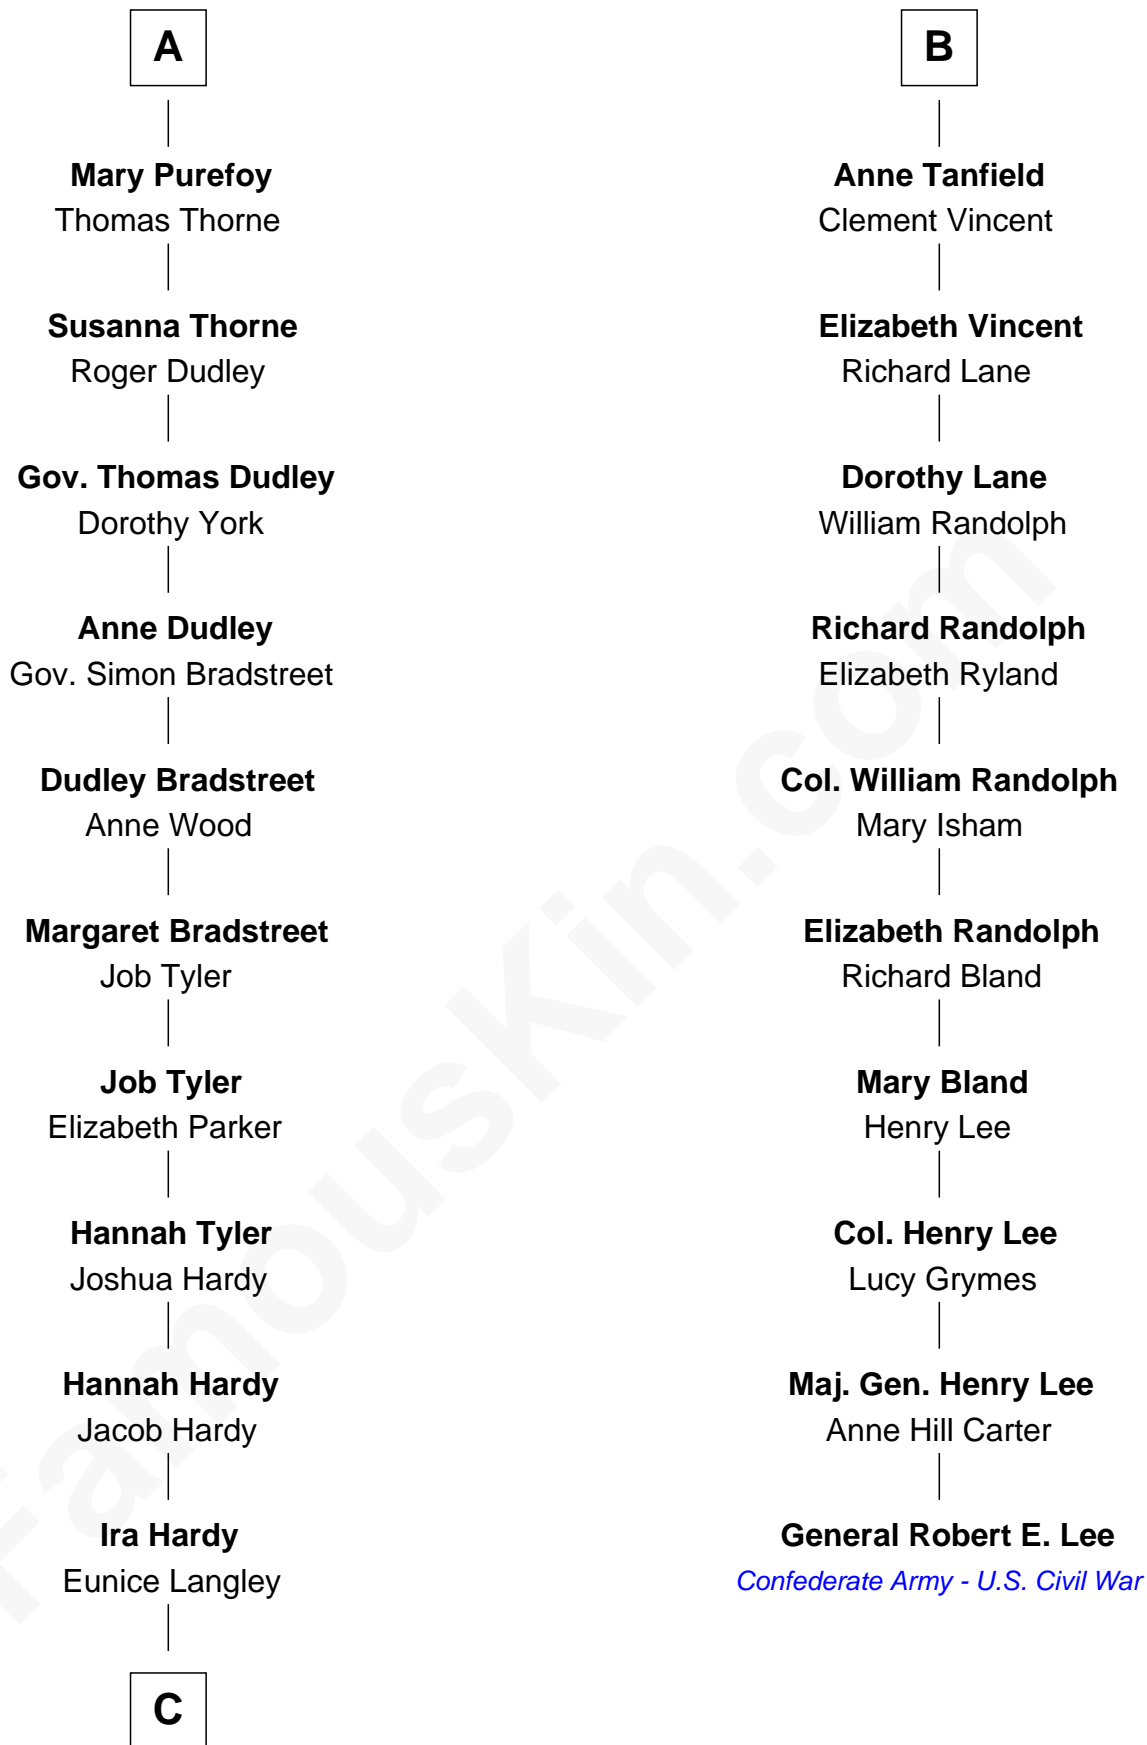 A
Mary Purefoy
Thomas Thorne
Susanna Thorne
Roger Dudley
Gov. Thomas Dudley
Dorothy York
Anne Dudley
Gov. Simon Bradstreet
Dudley Bradstreet
Anne Wood
Margaret Bradstreet
Job Tyler
Job Tyler
Elizabeth Parker
Hannah Tyler
Joshua Hardy
Hannah Hardy
Jacob Hardy
Ira Hardy
Eunice Langley
C
B
Anne Tanfield
Clement Vincent
Elizabeth Vincent
Richard Lane
Dorothy Lane
William Randolph
Richard Randolph
Elizabeth Ryland
Col. William Randolph
Mary Isham
Elizabeth Randolph
Richard Bland
Mary Bland
Henry Lee
Col. Henry Lee
Lucy Grymes
Maj. Gen. Henry Lee
Anne Hill Carter
General Robert E. Lee
Confederate Army - U.S. Civil War
FamousKin.com